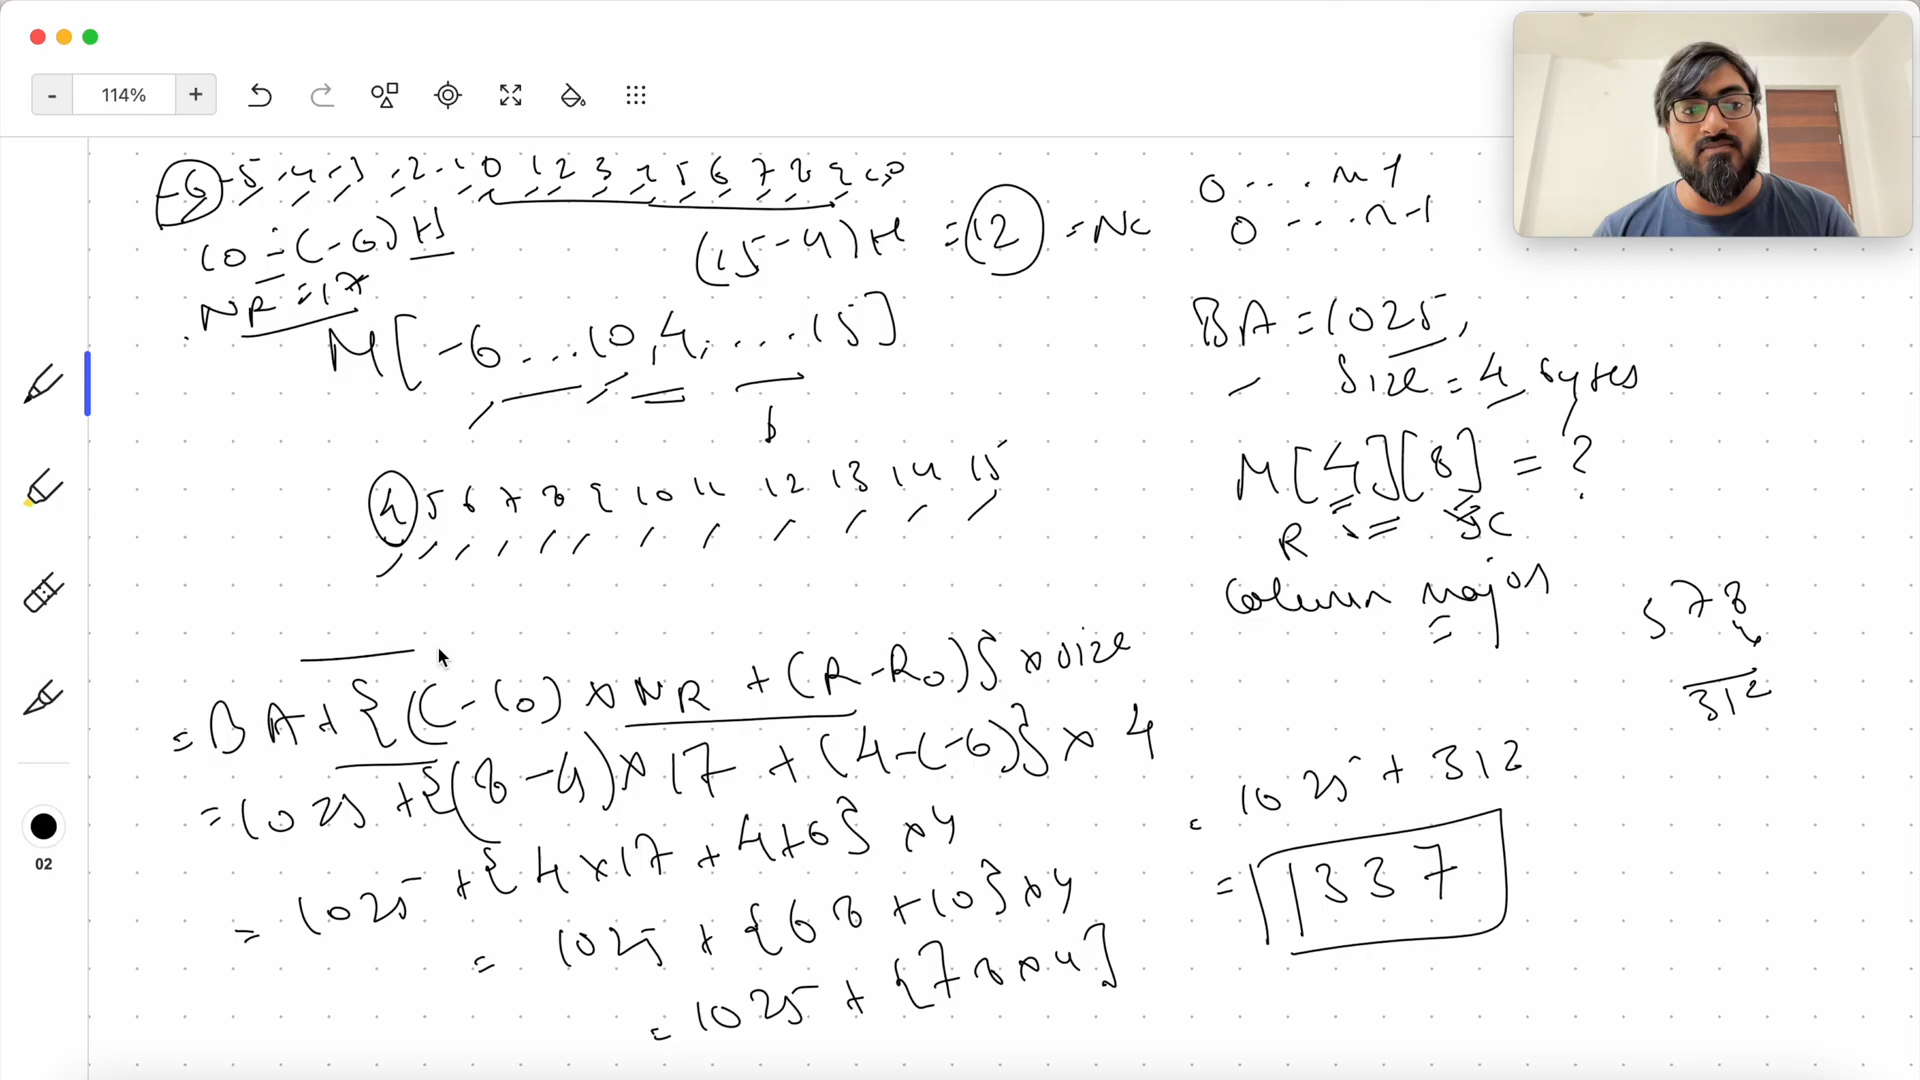 - 114% +
-6 -5 -4 -3 -2 -1 0 1 2 3 4 5 6 7 8 9 10
10 - (-6) +1
NR = 17
(15-4)+1 = 12 = NC
M[-6...10, 4, ....15]
4 5 6 7 8 9 10 11 12 13 14 15
0 ... n-1
0 ... n-1
BA = 1025,
Size = 4 bytes
M[4][8] = ?
R C
Column major
= BA + {(C-C0) × NR + (R-R0)} × size
= 1025 + {(8-4) × 17 + (4-(-6)} × 4
= 1025 + {4×17 + 4+6} ×4
= 1025 + {68 + 10} ×4
= 1025 + {78 × 4]
578
4
312
= 1025 + 312
= 1337
02